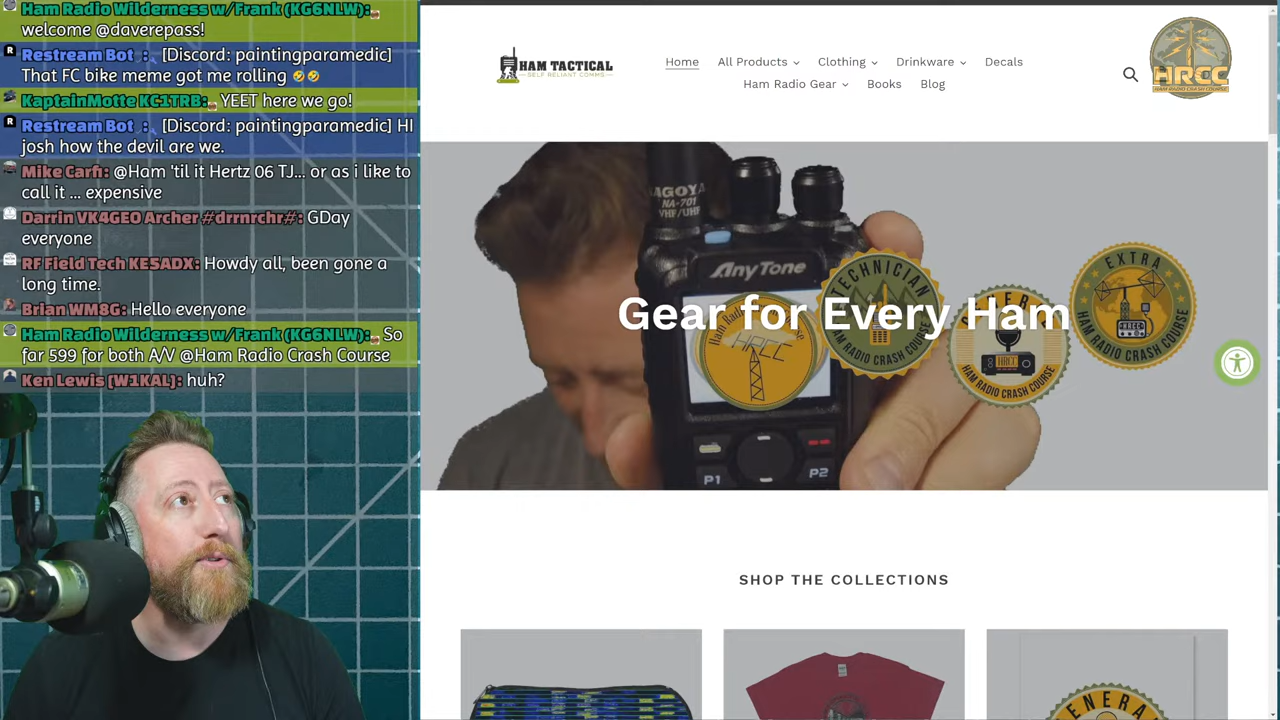 Ham Radio Wilderness w/Frank (KG6NLW):
welcome @daverepass!
Restream Bot : [Discord: paintingparamedic]
That FC bike meme got me rolling 🤣🤣
KaptainMotte KC1TRB: YEET here we go!
Restream Bot : [Discord: paintingparamedic] HI
josh how the devil are we.
Mike Carfi: @Ham 'til it Hertz 06 TJ... or as i like to
call it ... expensive
Darrin VK4GEO Archer #drrnrchr#: GDay
everyone
RF Field Tech KE5ADX: Howdy all, been gone a
long time.
Brian WM8G: Hello everyone
Ham Radio Wilderness w/Frank (KG6NLW): So
far 599 for both A/V @Ham Radio Crash Course
Ken Lewis [W1KAL]: huh?
HAM TACTICAL
SELF RELIANT COMMS
Home All Products Clothing Drinkware Decals
Ham Radio Gear Books Blog
HRCC
HAM RADIO CRASH COURSE
NAGOYA
NA-701
VHF/UHF
AnyTone
Gear for Every Ham
HRCC
TECHNICIAN
HAM RADIO CRASH COURSE
HAM RADIO CRASH COURSE
EXTRA
HRCC
HAM RADIO CRASH COURSE
P1
P2
SHOP THE COLLECTIONS
GENERA